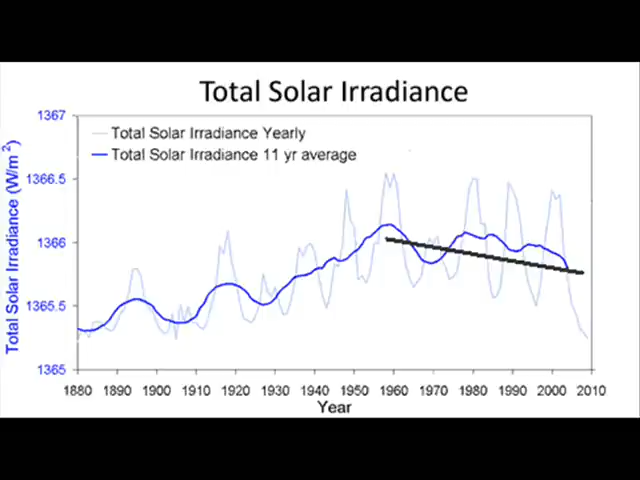 Total Solar Irradiance
Total Solar Irradiance Yearly
Total Solar Irradiance 11 yr average
Total Solar Irradiance (W/m²)
1367
1366.5
1366
1365.5
1365
1880 1890 1900 1910 1920 1930 1940 1950 1960 1970 1980 1990 2000 2010
Year